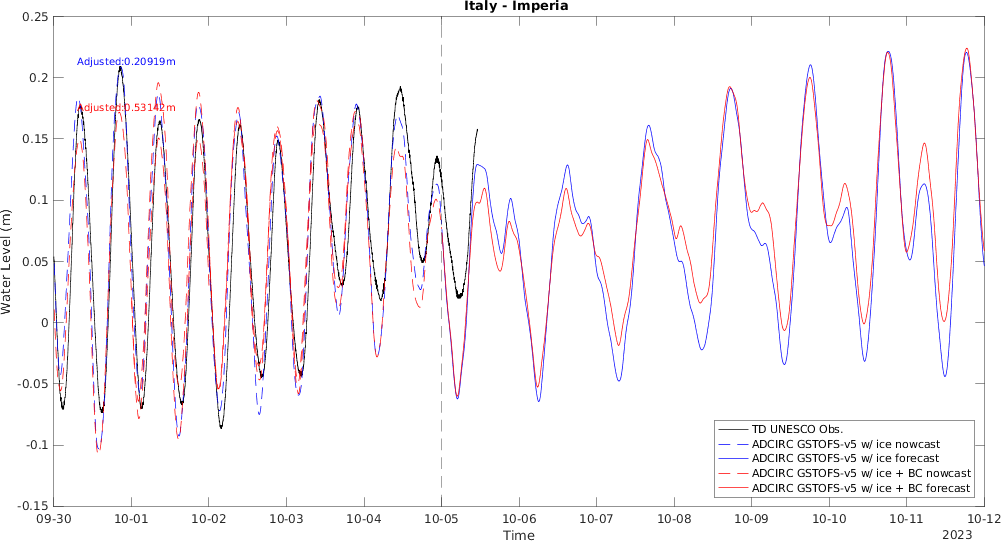 Italy - Imperia
0.25
0.2
0.15
0.1
0.05
0
-0.05
-0.1
-0.15
Water Level (m)
Adjusted:0.20919m
Adjusted:0.53142m
TD UNESCO Obs.
ADCIRC GSTOFS-v5 w/ ice nowcast
ADCIRC GSTOFS-v5 w/ ice forecast
ADCIRC GSTOFS-v5 w/ ice + BC nowcast
ADCIRC GSTOFS-v5 w/ ice + BC forecast
09-30 10-01 10-02 10-03 10-04 10-05 10-06 10-07 10-08 10-09 10-10 10-11 10-12
Time
2023